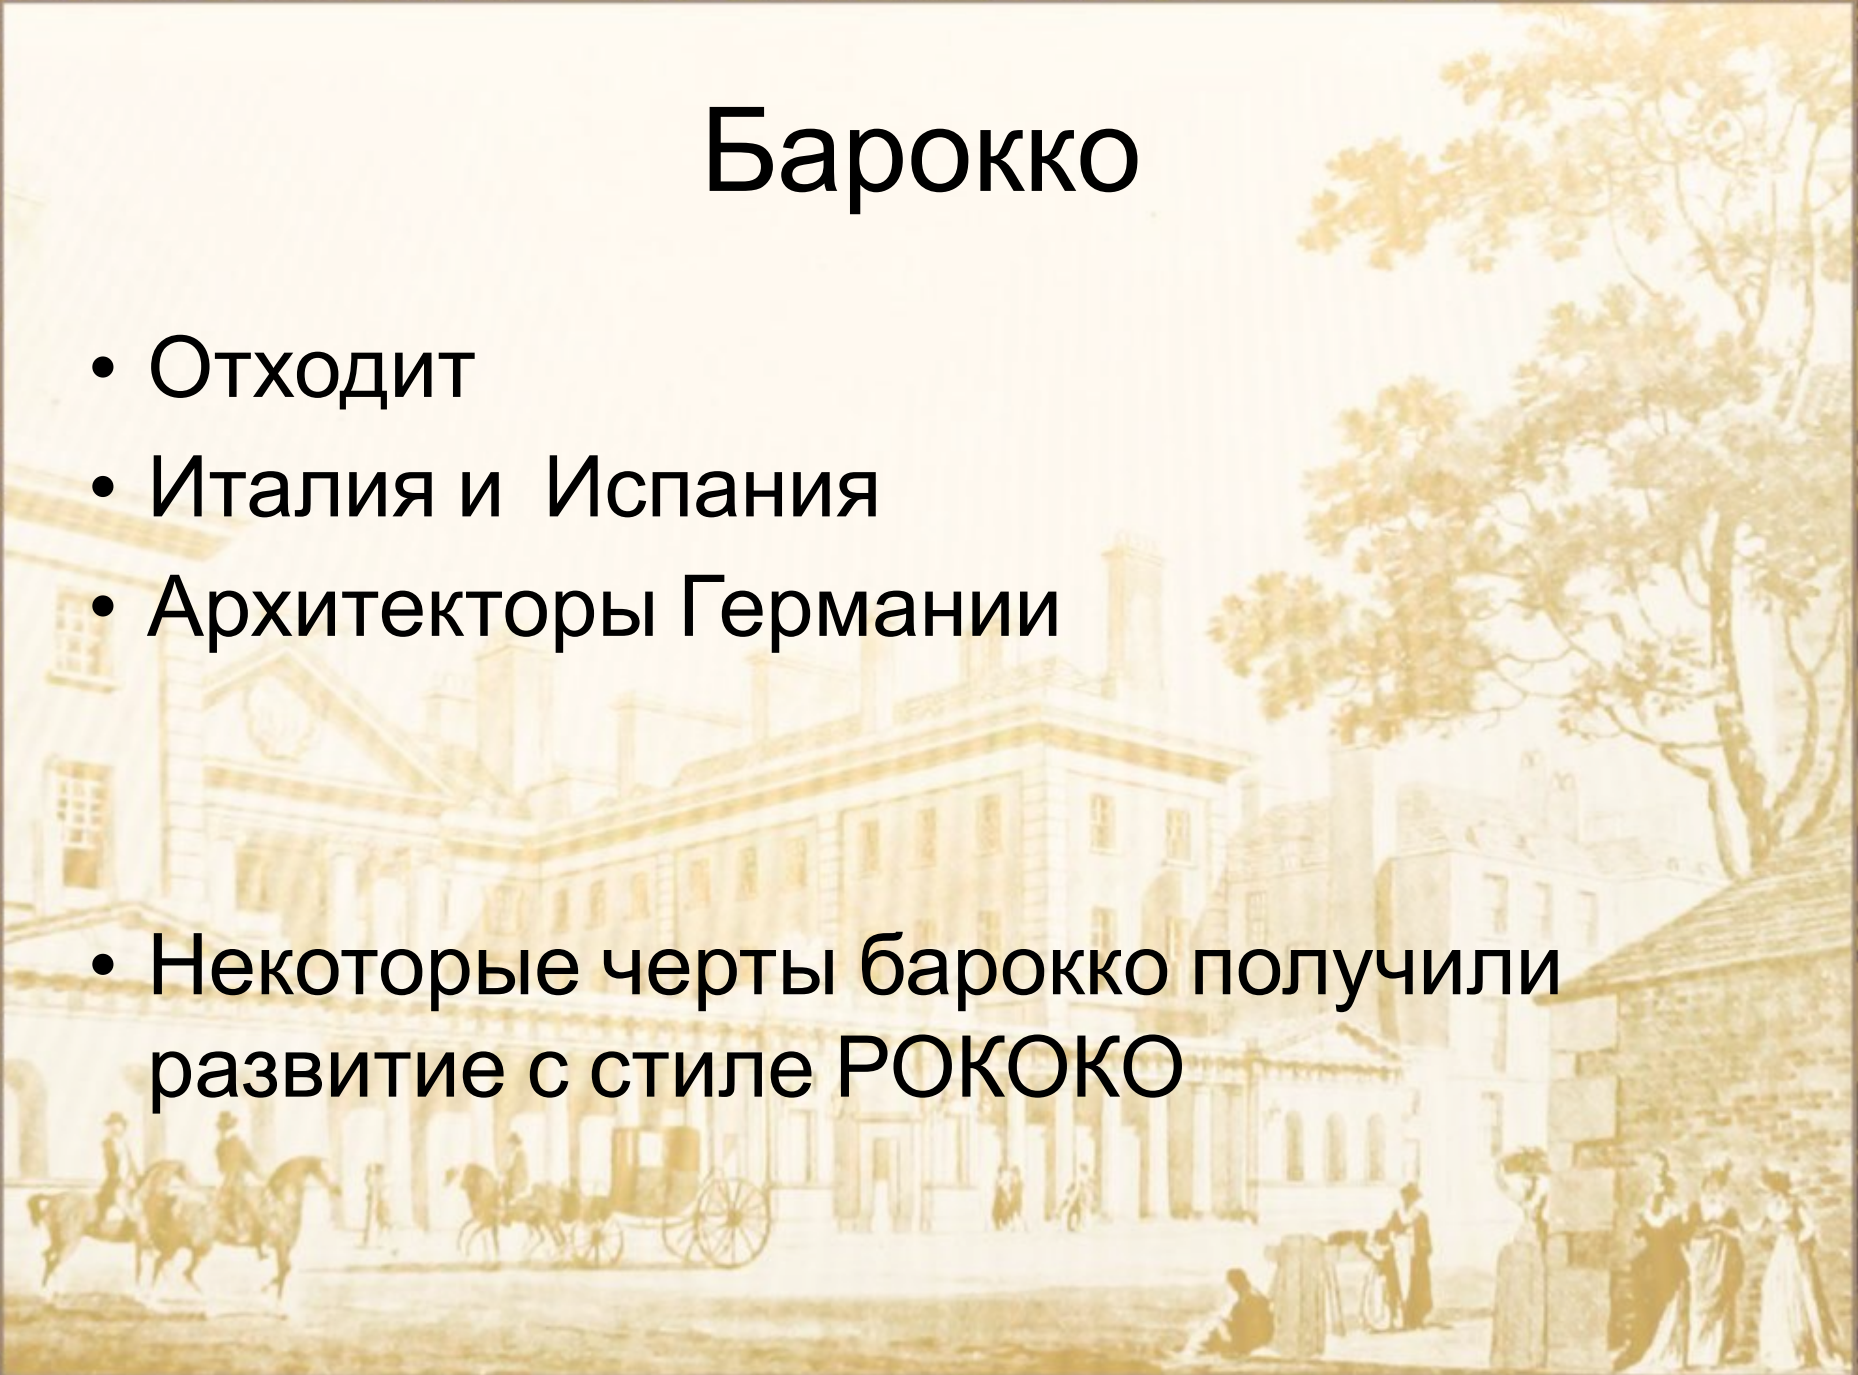 Барокко
• Отходит
• Италия и  Испания
• Архитекторы Германии
• Некоторые черты барокко получили
развитие с стиле РОКОКО